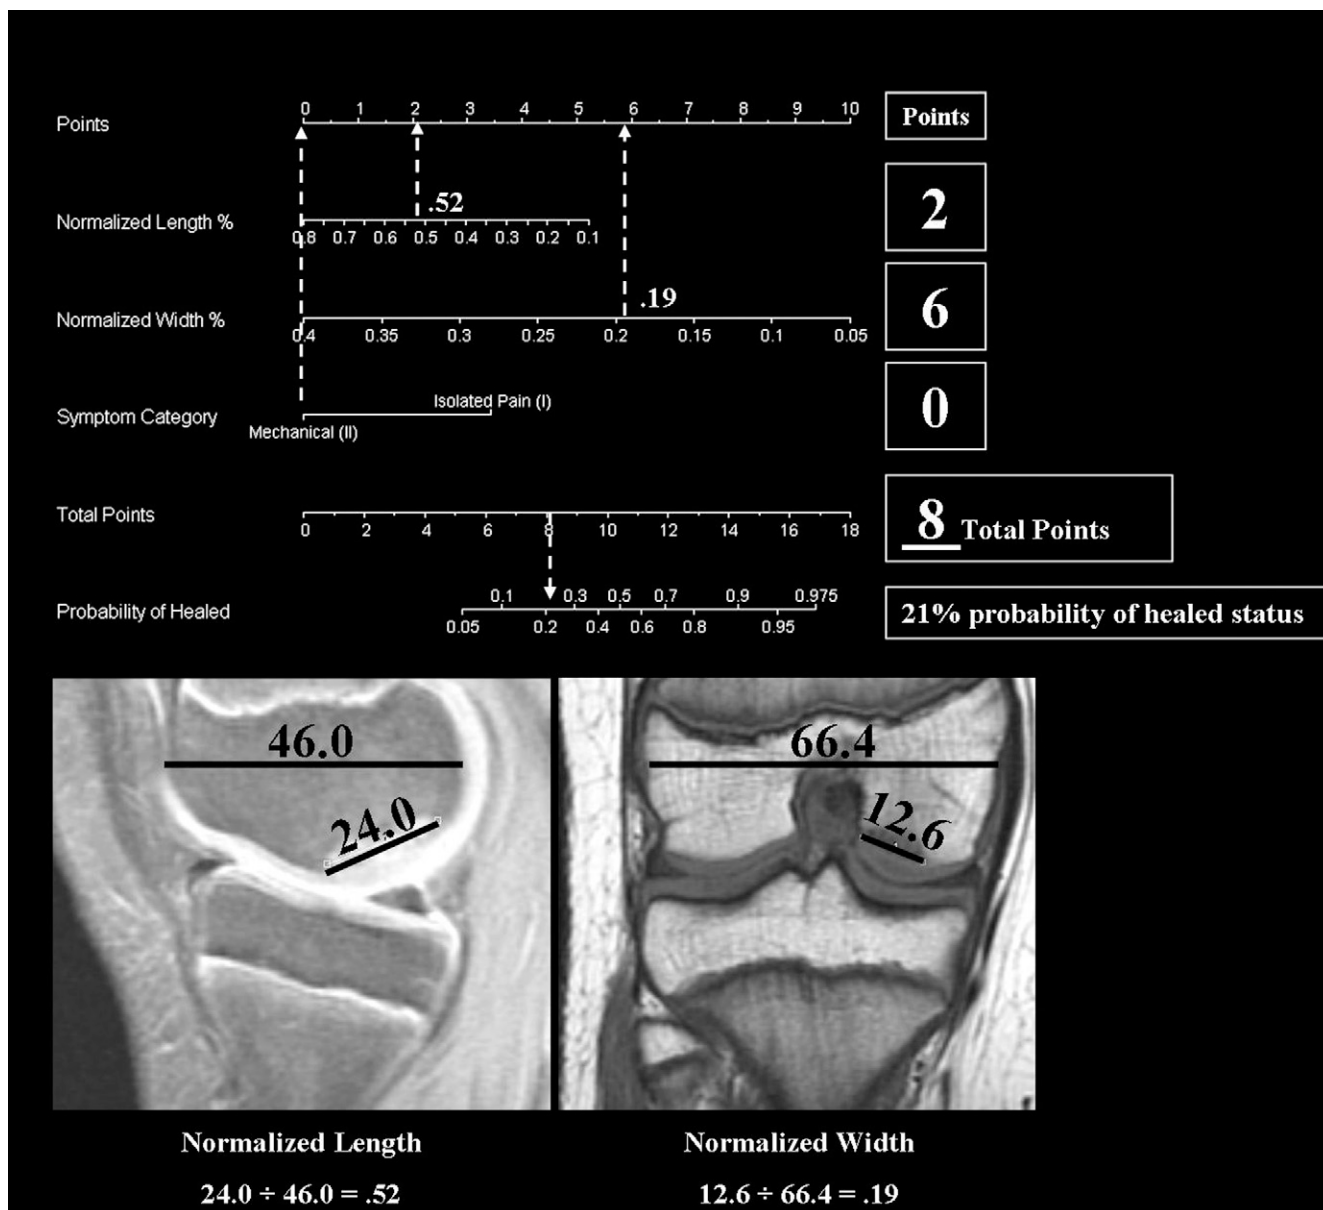 Points
0 1 2 3 4 5 6 7 8 9 10
Points
Normalized Length %
.52
0.8 0.7 0.6 0.5 0.4 0.3 0.2 0.1
2
Normalized Width %
.19
0.4 0.35 0.3 0.25 0.2 0.15 0.1 0.05
6
Symptom Category
Isolated Pain (I)
Mechanical (II)
0
Total Points
0 2 4 6 8 10 12 14 16 18
8 Total Points
Probability of Healed
0.1 0.3 0.5 0.7 0.9 0.975
0.05 0.2 0.4 0.6 0.8 0.95
21% probability of healed status
46.0
24.0
66.4
12.6
Normalized Length
24.0 ÷ 46.0 = .52
Normalized Width
12.6 ÷ 66.4 = .19